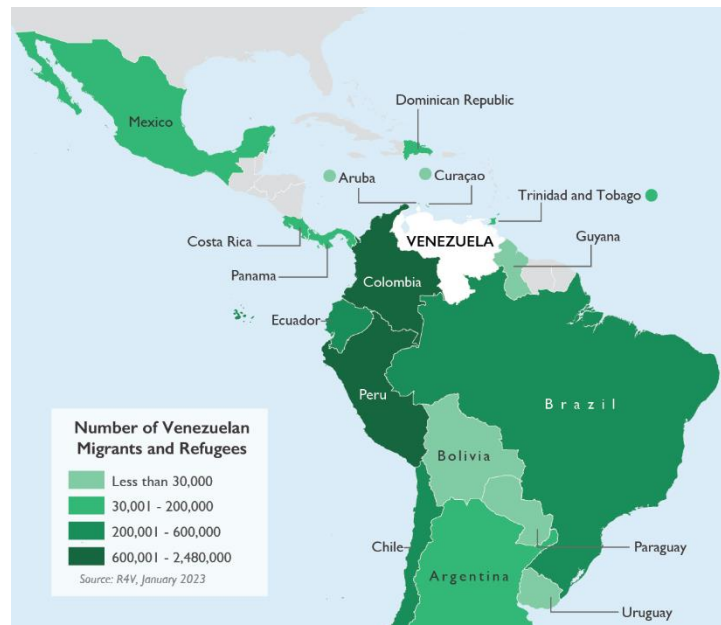 Dominican Republic
Mexico
Aruba
Curaçao
Trinidad and Tobago
VENEZUELA
Guyana
Costa Rica
Panama
Colombia
Ecuador
Peru
Brazil
Number of Venezuelan
Migrants and Refugees
Less than 30,000
30,001 - 200,000
200,001 - 600,000
600,001 - 2,480,000
Source: R4V, January 2023
Bolivia
Chile
Paraguay
Argentina
Uruguay